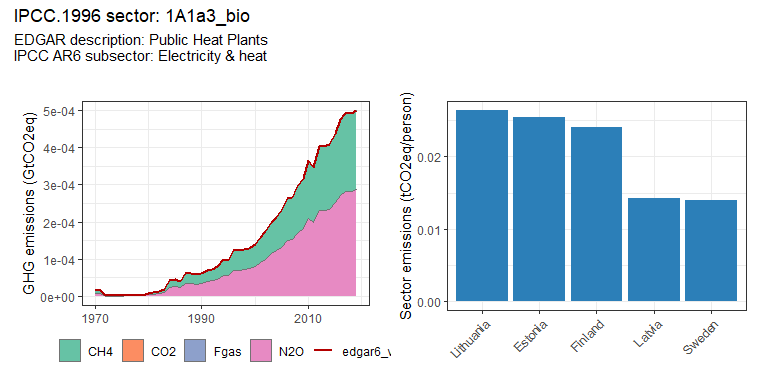 IPCC.1996 sector: 1A1a3_bio
EDGAR description: Public Heat Plants
IPCC AR6 subsector: Electricity & heat
GHG emissions (GtCO2eq)
5e-04
4e-04
3e-04
2e-04
1e-04
0e+00
1970
1990
2010
CH4
CO2
Fgas
N2O
edgar6_v
Sector emissions (tCO2eq/person)
0.02
0.01
0.00
Lithuania
Estonia
Finland
Latvia
Sweden